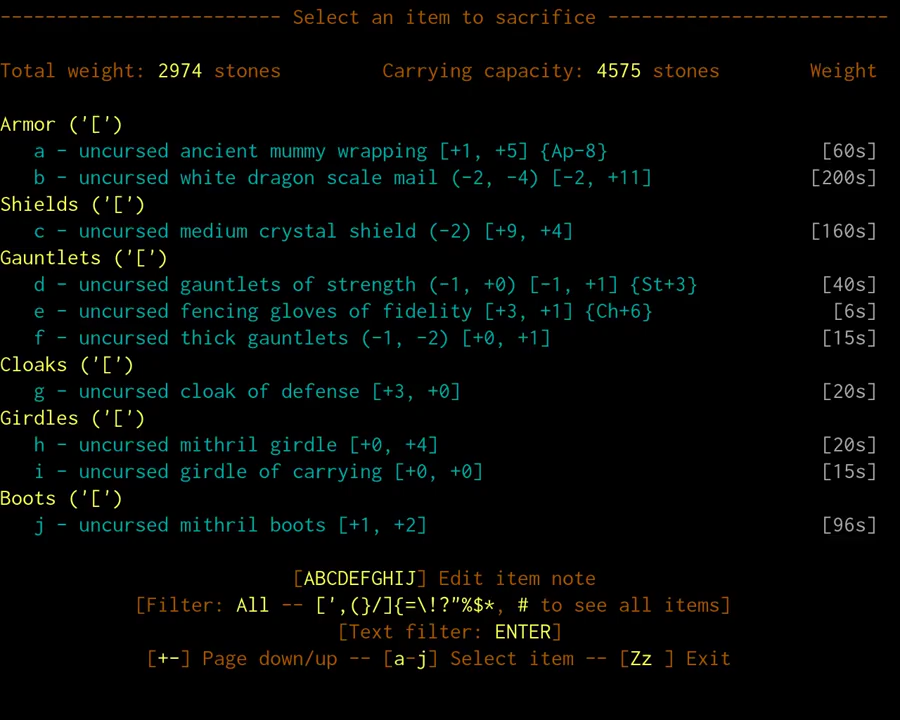 ------------------------- Select an item to sacrifice -------------------------
Total weight: 2974 stones         Carrying capacity: 4575 stones        Weight
Armor ('[')
   a - uncursed ancient mummy wrapping [+1, +5] {Ap-8}                   [60s]
   b - uncursed white dragon scale mail (-2, -4) [-2, +11]              [200s]
Shields ('[')
   c - uncursed medium crystal shield (-2) [+9, +4]                     [160s]
Gauntlets ('[')
   d - uncursed gauntlets of strength (-1, +0) [-1, +1] {St+3}           [40s]
   e - uncursed fencing gloves of fidelity [+3, +1] {Ch+6}                [6s]
   f - uncursed thick gauntlets (-1, -2) [+0, +1]                        [15s]
Cloaks ('[')
   g - uncursed cloak of defense [+3, +0]                                [20s]
Girdles ('[')
   h - uncursed mithril girdle [+0, +4]                                  [20s]
   i - uncursed girdle of carrying [+0, +0]                              [15s]
Boots ('[')
   j - uncursed mithril boots [+1, +2]                                   [96s]
[ABCDEFGHIJ] Edit item note
[Filter: All -- [',(}/]{=\!?"%$*, # to see all items]
[Text filter: ENTER]
[+-] Page down/up -- [a-j] Select item -- [Zz ] Exit